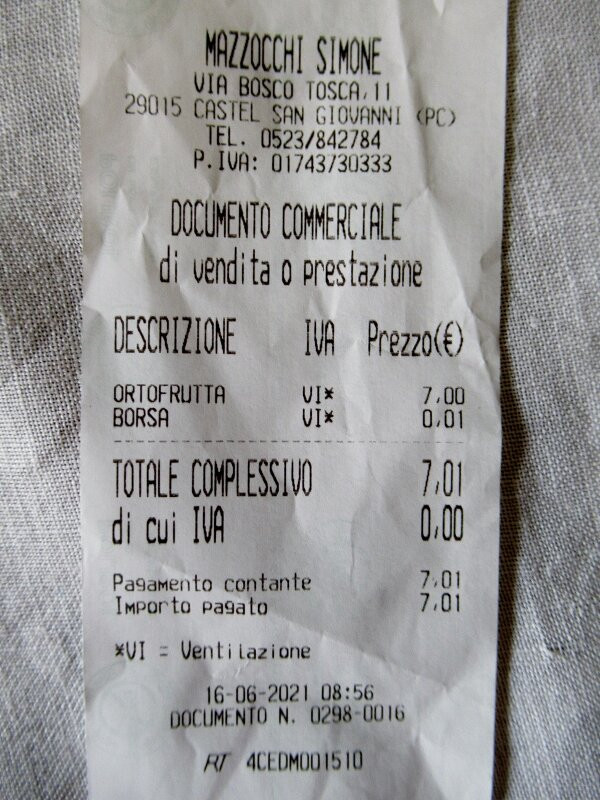 MAZZOCCHI SIMONE
VIA BOSCO TOSCA,11
29015 CASTEL SAN GIOVANNI (PC)
TEL. 0523/842784
P.IVA: 01743730333
DOCUMENTO COMMERCIALE
di vendita o prestazione
DESCRIZIONE IVA Prezzo(€)
ORTOFRUTTA VI* 7,00
BORSA VI* 0,01
TOTALE COMPLESSIVO 7,01
di cui IVA 0,00
Pagamento contante 7,01
Importo pagato 7,01
*VI = Ventilazione
16-06-2021 08:56
DOCUMENTO N. 0298-0016
RT 4CEDM001510